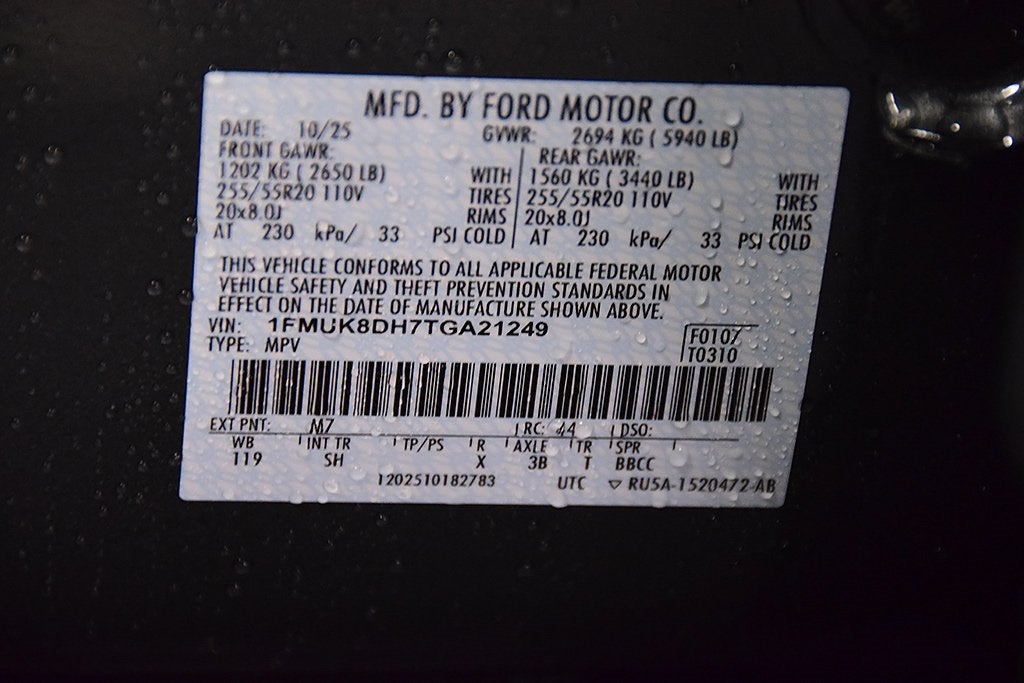 MFD. BY FORD MOTOR CO.
DATE: 10/25 GVWR: 2694 KG ( 5940 LB)
FRONT GAWR: REAR GAWR:
1202 KG ( 2650 LB) WITH 1560 KG ( 3440 LB) WITH
255/55R20 110V TIRES 255/55R20 110V TIRES
20x8.0J RIMS 20x8.0J RIMS
AT 230 kPa/ 33 PSI COLD AT 230 kPa/ 33 PSI COLD
THIS VEHICLE CONFORMS TO ALL APPLICABLE FEDERAL MOTOR
VEHICLE SAFETY AND THEFT PREVENTION STANDARDS IN
EFFECT ON THE DATE OF MANUFACTURE SHOWN ABOVE.
VIN: 1FMUK8DH7TGA21249
TYPE: MPV
F0107
T0310
EXT PNT: M7 RC: 44 DSO:
WB INT TR TP/PS R AXLE TR SPR
119 SH X 3B T BBCC
1202510182783 UTC ▽ RU5A-1520472-AB